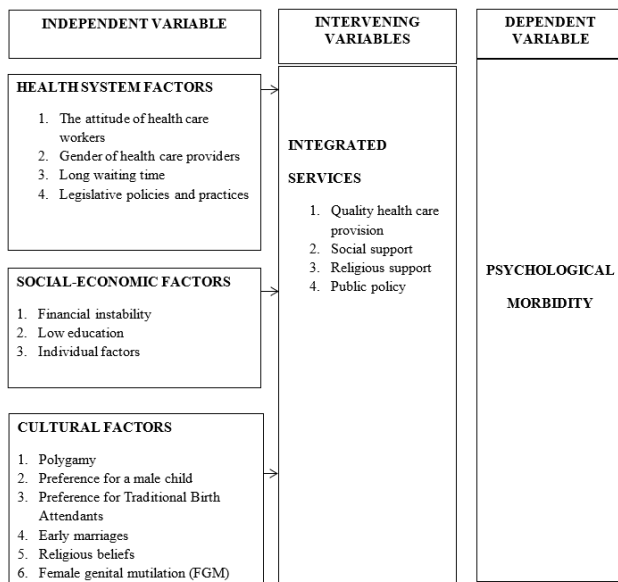 INDEPENDENT VARIABLE
HEALTH SYSTEM FACTORS
1. The attitude of health care
workers
2. Gender of health care providers
3. Long waiting time
4. Legislative policies and practices
SOCIAL-ECONOMIC FACTORS
1. Financial instability
2. Low education
3. Individual factors
CULTURAL FACTORS
1. Polygamy
2. Preference for a male child
3. Preference for Traditional Birth
Attendants
4. Early marriages
5. Religious beliefs
6. Female genital mutilation (FGM)
INTERVENING
VARIABLES
INTEGRATED
SERVICES
1. Quality health care
provision
2. Social support
3. Religious support
4. Public policy
DEPENDENT
VARIABLE
PSYCHOLOGICAL
MORBIDITY